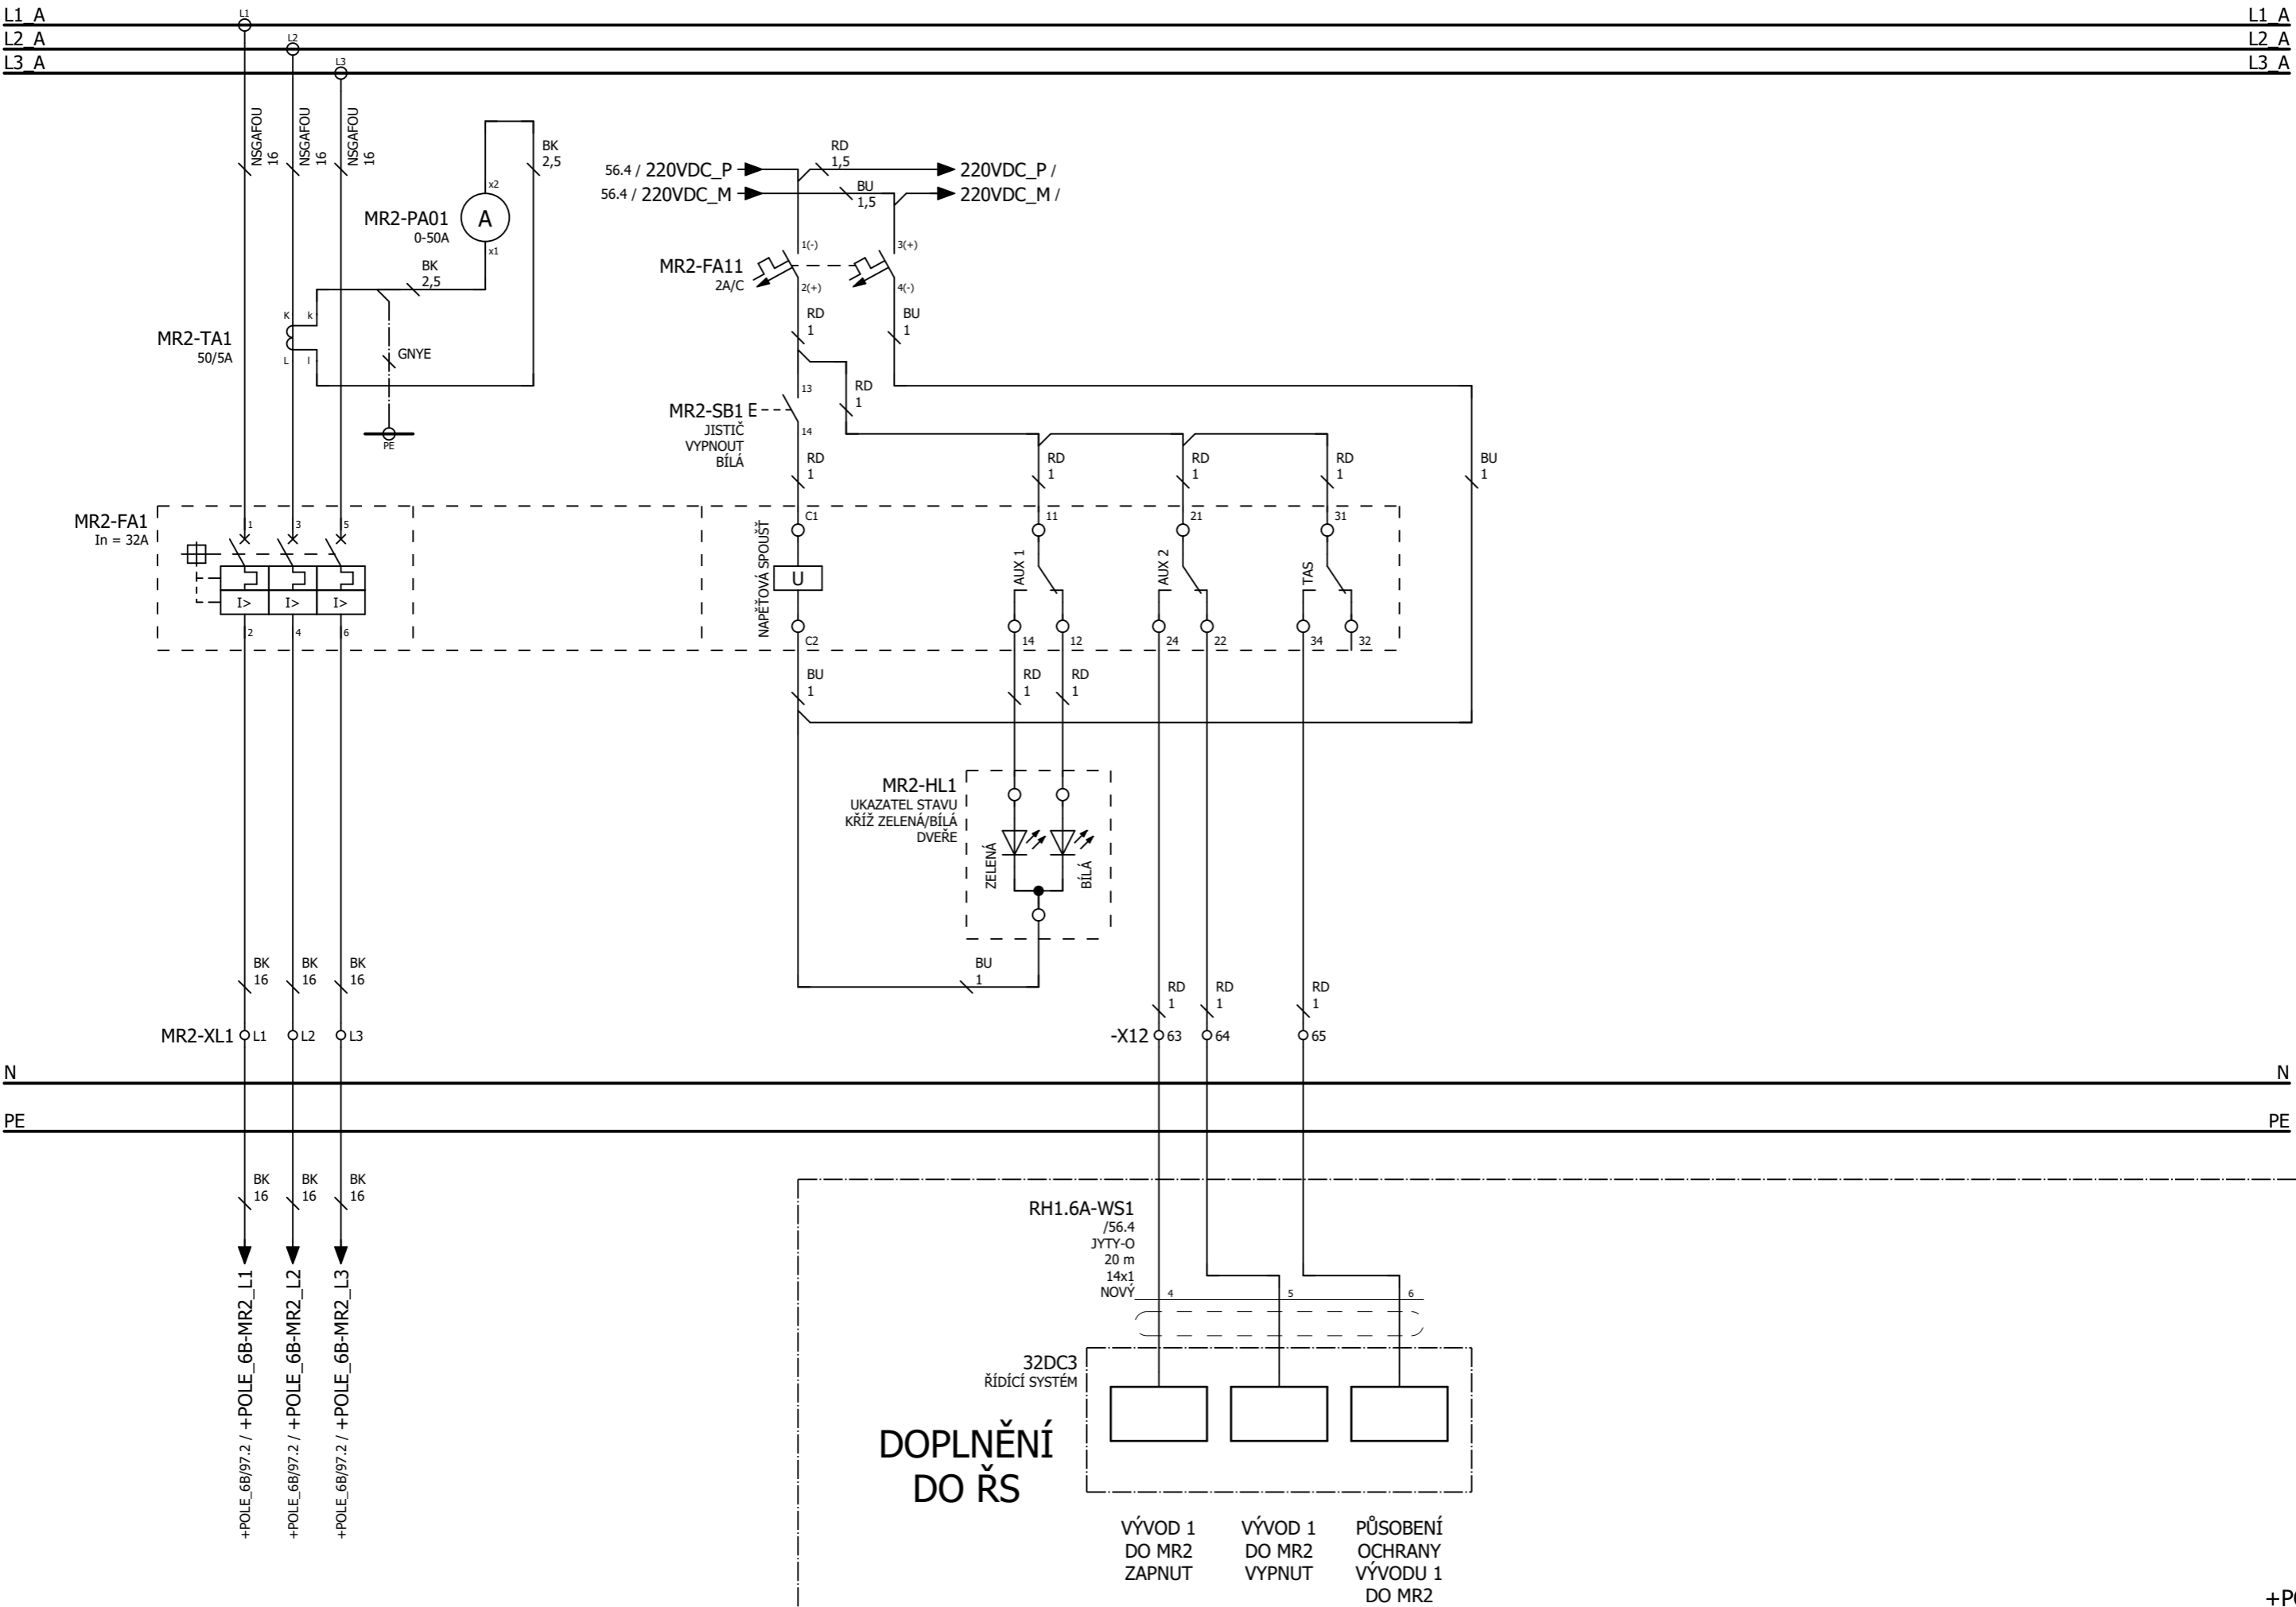 L1_A
L1_A
L2_A
L2_A
L3_A
L3_A
L1
L2
L3
NSGAFOU
16
NSGAFOU
16
NSGAFOU
16
x2
BK
2,5
MR2-PA01
0-50A
A
x1
BK
2,5
K
k
MR2-TA1
50/5A
L
l
GNYE
PE
56.4 / 220VDC_P
RD
1,5
220VDC_P /
56.4 / 220VDC_M
BU
1,5
220VDC_M /
MR2-FA11
2A/C
1(-)
3(+)
2(+)
4(-)
RD
1
BU
1
13
RD
1
MR2-SB1
E
JISTIČ
VYPNOUT
BÍLÁ
14
RD
1
RD
1
RD
1
RD
1
BU
1
MR2-FA1
In = 32A
1
3
5
I>
I>
I>
2
4
6
NAPĚŤOVÁ SPOUŠŤ
C1
U
C2
11
AUX 1
14
12
21
AUX 2
24
22
31
TAS
34
32
BU
1
RD
1
RD
1
MR2-HL1
UKAZATEL STAVU
KŘÍŽ ZELENÁ/BÍLÁ
DVEŘE
ZELENÁ
BÍLÁ
BU
1
BK
16
BK
16
BK
16
RD
1
RD
1
RD
1
MR2-XL1
L1
L2
L3
-X12
63
64
65
N
N
PE
PE
BK
16
BK
16
BK
16
+POLE_6B/97.2 / +POLE_6B-MR2_L1
+POLE_6B/97.2 / +POLE_6B-MR2_L2
+POLE_6B/97.2 / +POLE_6B-MR2_L3
RH1.6A-WS1
/56.4
JYTY-O
20 m
14x1
NOVÝ
4
5
6
32DC3
ŘÍDÍCÍ SYSTÉM
DOPLNĚNÍ
DO ŘS
VÝVOD 1
DO MR2
ZAPNUT
VÝVOD 1
DO MR2
VYPNUT
PŮSOBENÍ
OCHRANY
VÝVODU 1
DO MR2